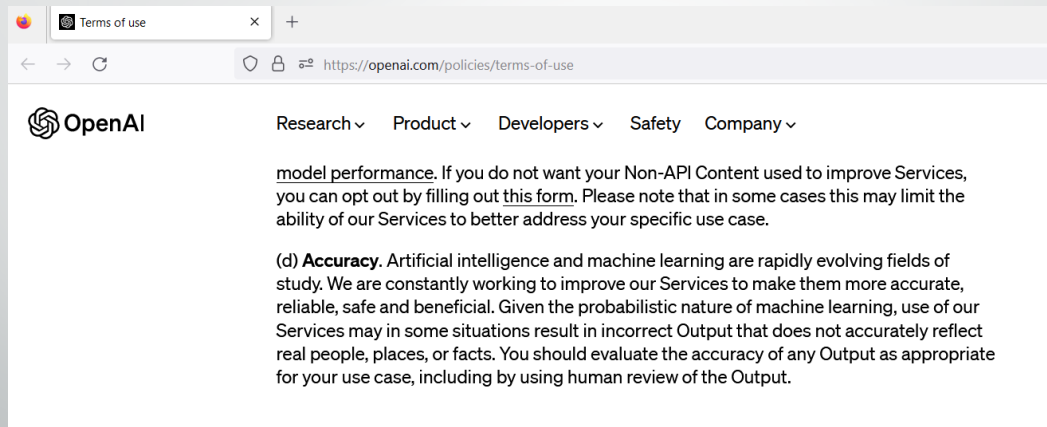 Terms of use
https://openai.com/policies/terms-of-use
OpenAI
Research Product Developers Safety Company
model performance. If you do not want your Non-API Content used to improve Services,
you can opt out by filling out this form. Please note that in some cases this may limit the
ability of our Services to better address your specific use case.
(d) Accuracy. Artificial intelligence and machine learning are rapidly evolving fields of
study. We are constantly working to improve our Services to make them more accurate,
reliable, safe and beneficial. Given the probabilistic nature of machine learning, use of our
Services may in some situations result in incorrect Output that does not accurately reflect
real people, places, or facts. You should evaluate the accuracy of any Output as appropriate
for your use case, including by using human review of the Output.